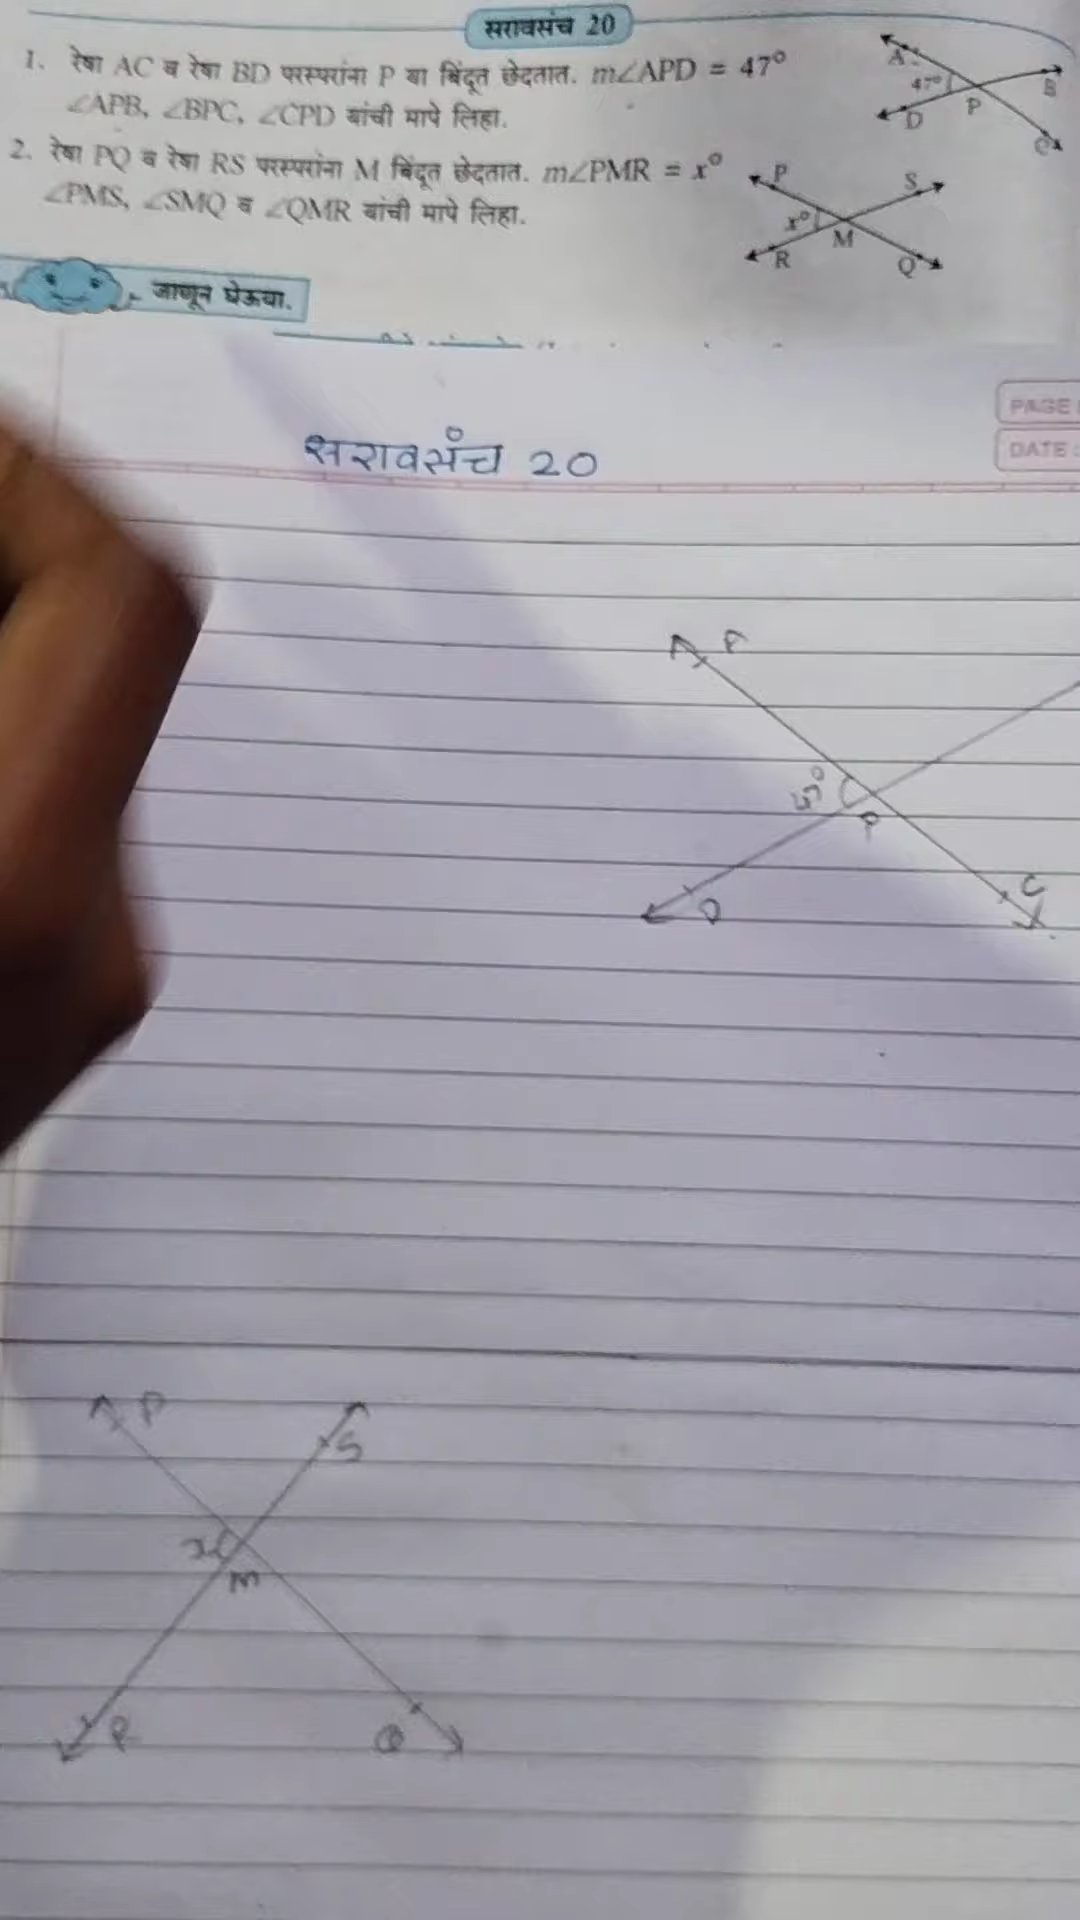 सरावसंच 20
1. रेषा AC व रेषा BD परस्परांना P या बिंदूत छेदतात. m∠APD = 47°
∠APB, ∠BPC, ∠CPD यांची मापे लिहा.
A
47°
D
P
B
C
2. रेषा PQ व रेषा RS परस्परांना M बिंदूत छेदतात. m∠PMR = x°
∠PMS, ∠SMQ व ∠QMR यांची मापे लिहा.
P
S
x°
M
R
Q
जाणून घेऊया.
PAGE
DATE :
सरावसंच 20
P
D
C
P
S
x
M
R
Q